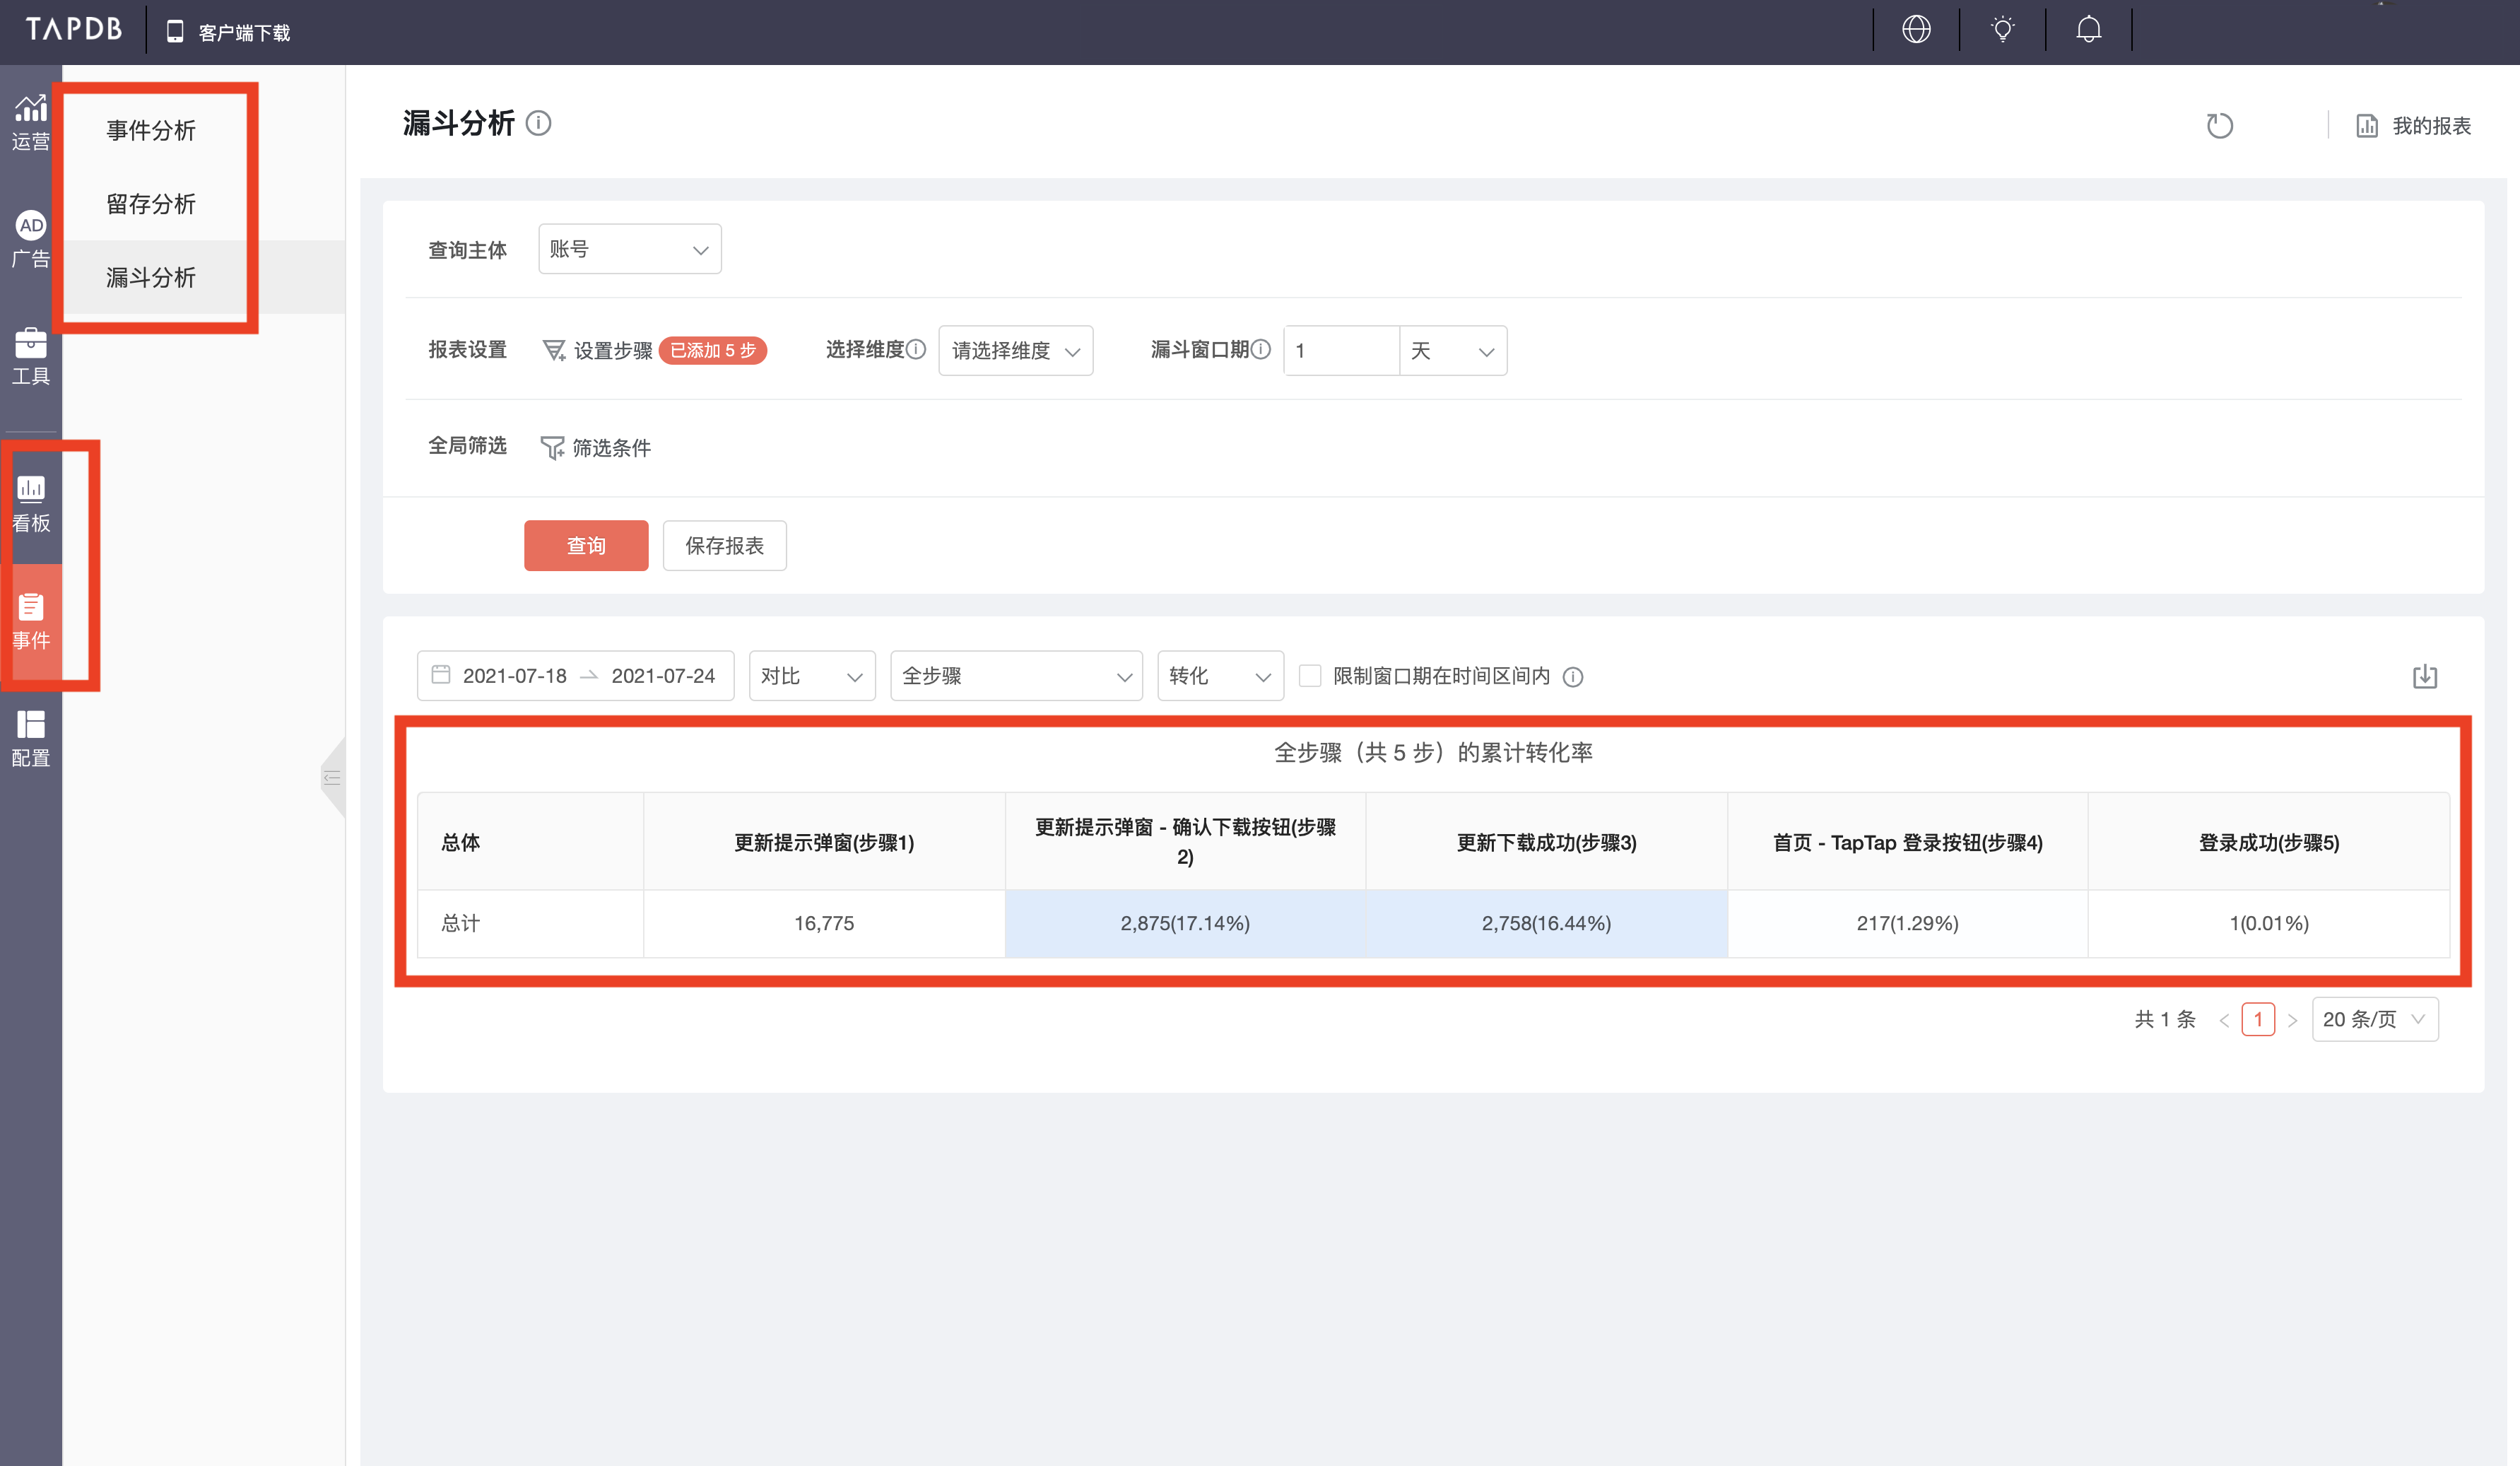 TAPDB
客户端下载
运营
AD
广告
工具
看板
事件
配置
事件分析
留存分析
漏斗分析
漏斗分析
我的报表
查询主体 账号
报表设置 设置步骤 已添加 5 步 选择维度 请选择维度 漏斗窗口期 1 天
全局筛选 筛选条件
查询 保存报表
2021-07-18 2021-07-24 对比 全步骤 转化 限制窗口期在时间区间内
全步骤（共 5 步）的累计转化率
总体 更新提示弹窗(步骤1) 更新提示弹窗 - 确认下载按钮(步骤2) 更新下载成功(步骤3) 首页 - TapTap 登录按钮(步骤4) 登录成功(步骤5)
总计 16,775 2,875(17.14%) 2,758(16.44%) 217(1.29%) 1(0.01%)
共 1 条 < 1 > 20 条/页